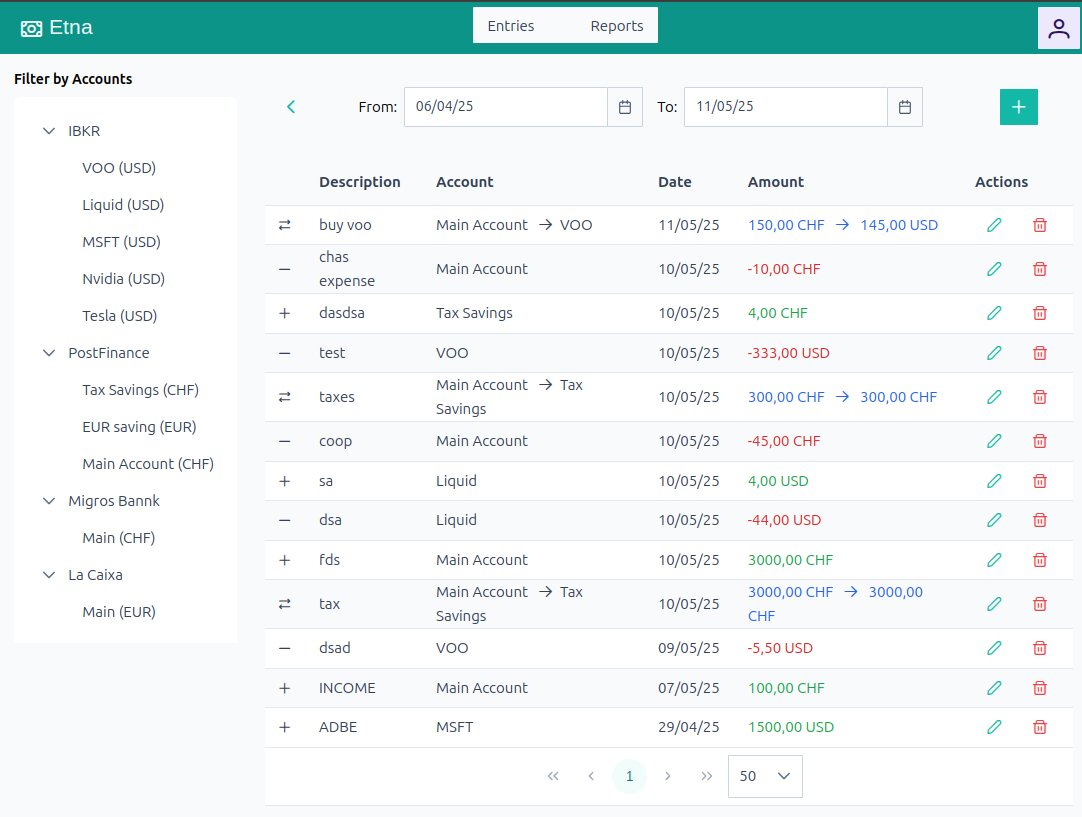 Etna
Entries Reports
Filter by Accounts
IBKR
VOO (USD)
Liquid (USD)
MSFT (USD)
Nvidia (USD)
Tesla (USD)
PostFinance
Tax Savings (CHF)
EUR saving (EUR)
Main Account (CHF)
Migros Bannk
Main (CHF)
La Caixa
Main (EUR)
From: 06/04/25 To: 11/05/25
Description Account Date Amount Actions
buy voo Main Account → VOO 11/05/25 150,00 CHF → 145,00 USD
chas
expense Main Account 10/05/25 -10,00 CHF
dasdsa Tax Savings 10/05/25 4,00 CHF
test VOO 10/05/25 -333,00 USD
taxes Main Account → Tax
Savings 10/05/25 300,00 CHF → 300,00 CHF
coop Main Account 10/05/25 -45,00 CHF
sa Liquid 10/05/25 4,00 USD
dsa Liquid 10/05/25 -44,00 USD
fds Main Account 10/05/25 3000,00 CHF
tax Main Account → Tax
Savings 10/05/25 3000,00 CHF → 3000,00
CHF
dsad VOO 09/05/25 -5,50 USD
INCOME Main Account 07/05/25 100,00 CHF
ADBE MSFT 29/04/25 1500,00 USD
1 50